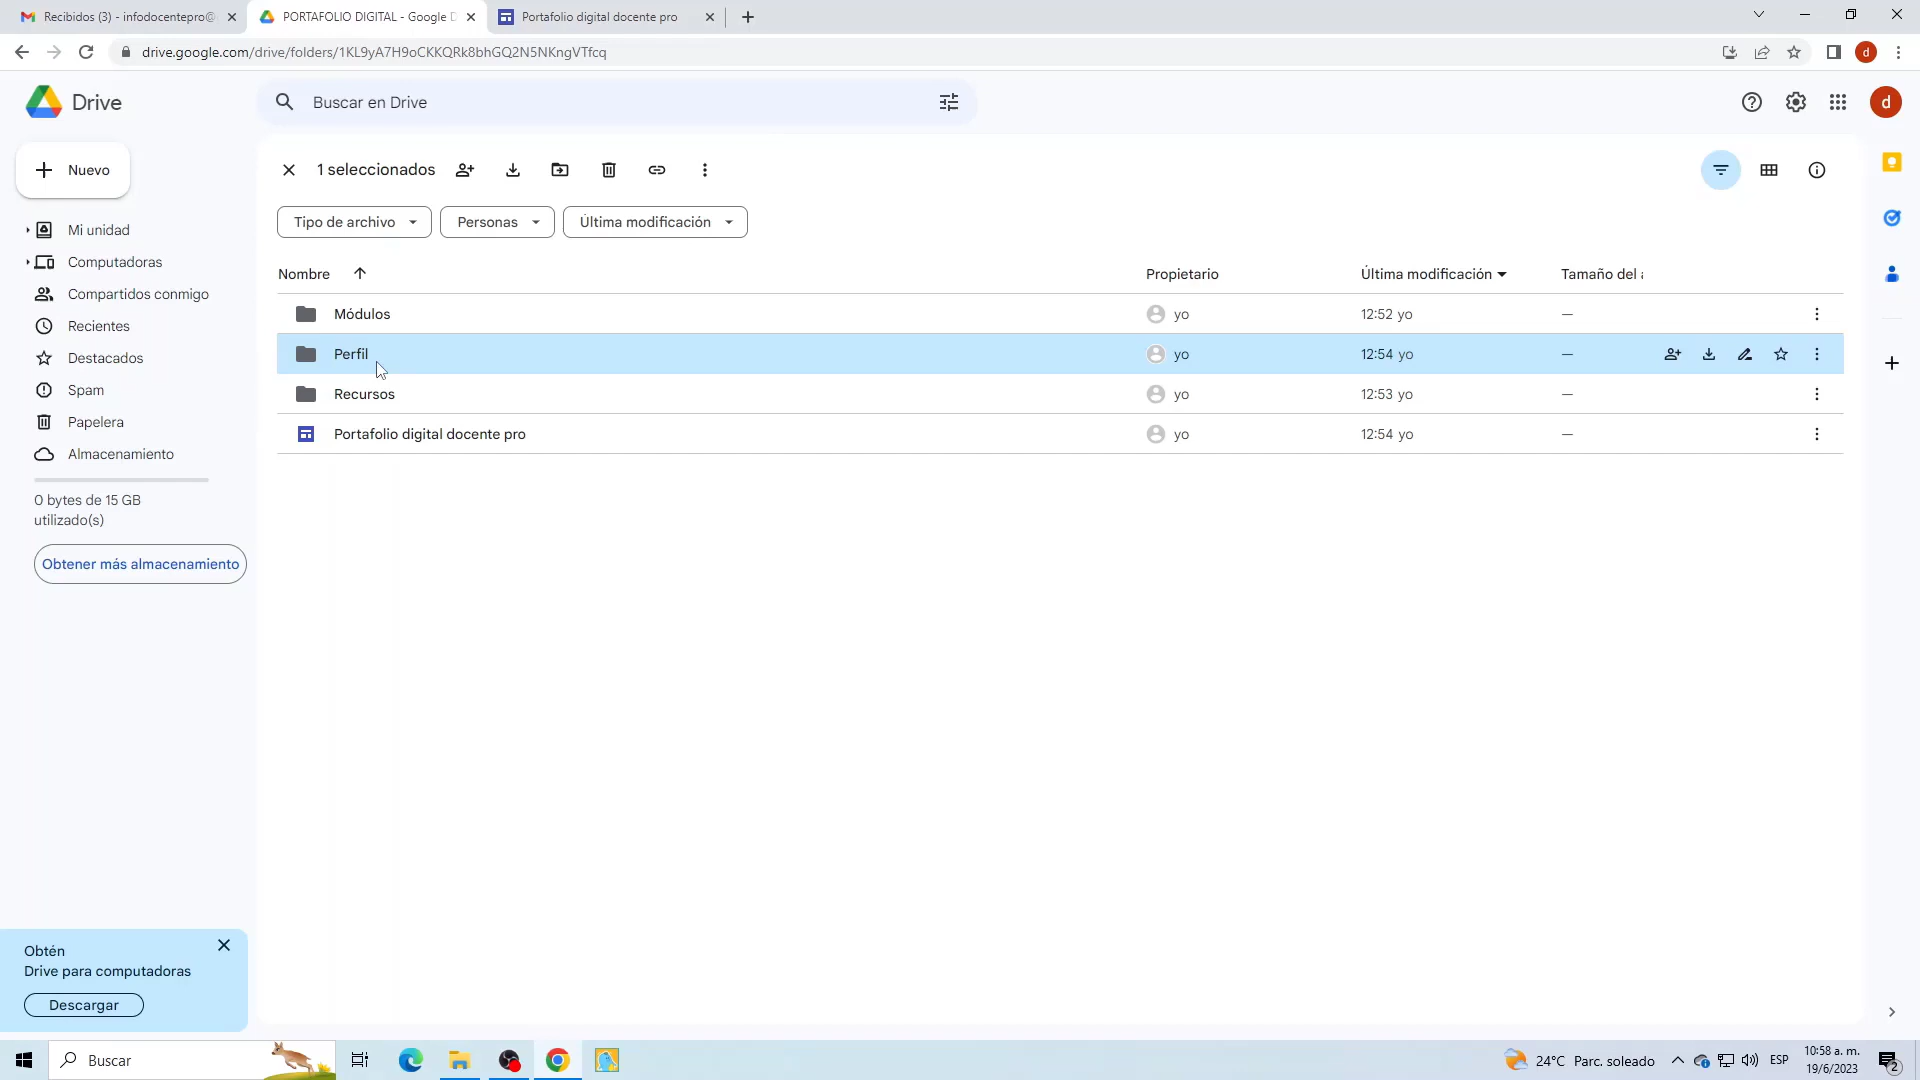 Recibidos (3) - infodocentepro@
PORTAFOLIO DIGITAL - Google D
Portafolio digital docente pro
drive.google.com/drive/folders/1KL9yA7H9oCKKQRk8bhGQ2N5NKngVTfcq
d
Drive
Buscar en Drive
d
Nuevo
1 seleccionados
Tipo de archivo
Personas
Última modificación
Mi unidad
Computadoras
Compartidos conmigo
Recientes
Destacados
Spam
Papelera
Almacenamiento
0 bytes de 15 GB
utilizado(s)
Obtener más almacenamiento
Nombre
Propietario
Última modificación
Tamaño del a
Módulos
yo
12:52 yo
—
Perfil
yo
12:54 yo
—
Recursos
yo
12:53 yo
—
Portafolio digital docente pro
yo
12:54 yo
—
Obtén
Drive para computadoras
Descargar
Buscar
24°C Parc. soleado
ESP
10:58 a. m.
19/6/2023
2